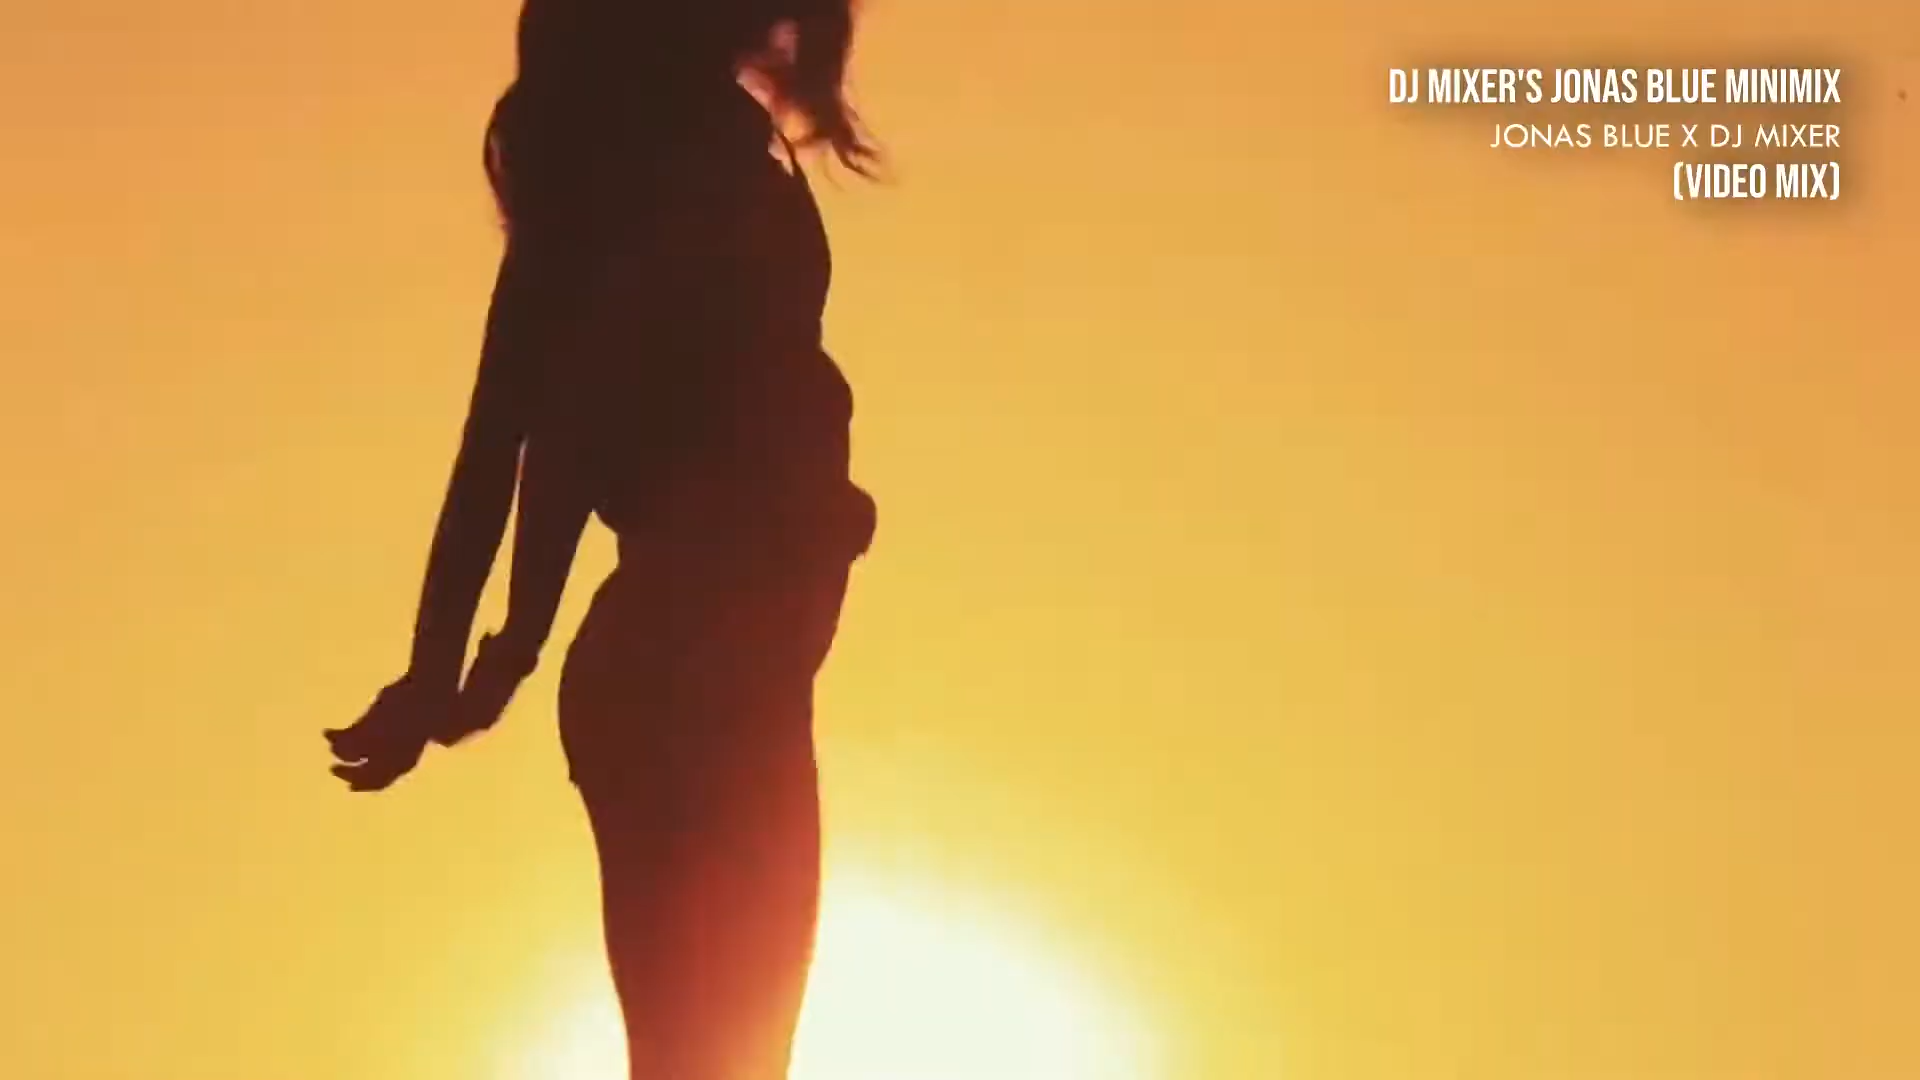 DJ MIXER'S JONAS BLUE MINIMIX
JONAS BLUE X DJ MIXER
(VIDEO MIX)